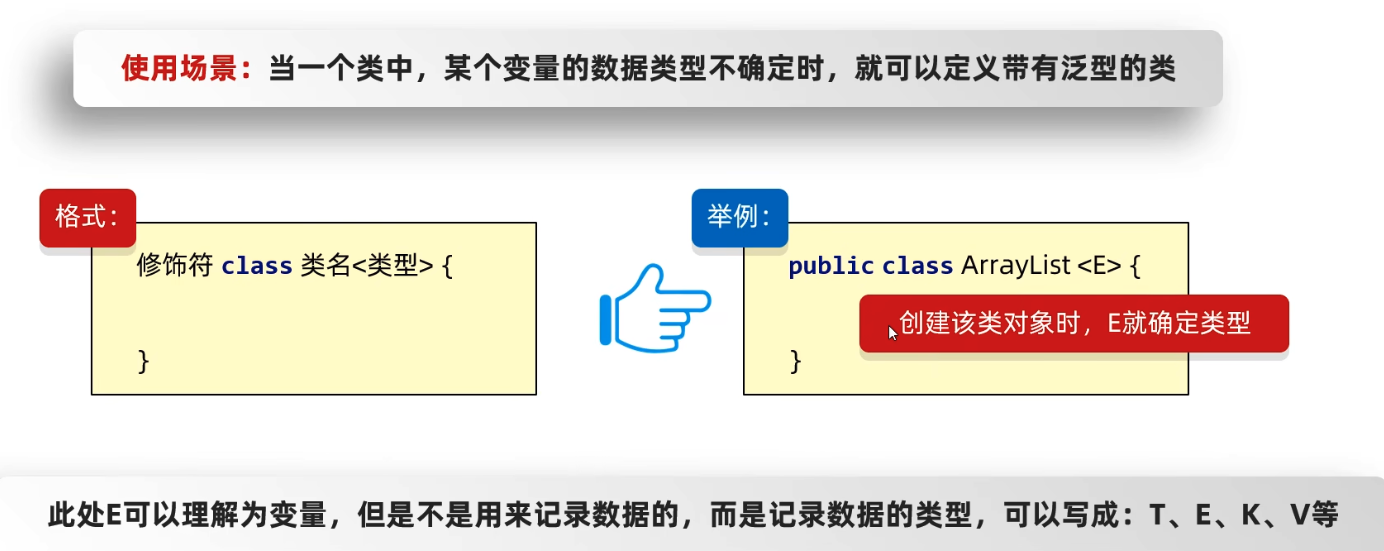 使用场景：当一个类中，某个变量的数据类型不确定时，就可以定义带有泛型的类
格式：
修饰符 class 类名<类型> {
}
举例：
public class ArrayList <E> {
创建该类对象时，E就确定类型
}
此处E可以理解为变量，但是不是用来记录数据的，而是记录数据的类型，可以写成：T、E、K、V等